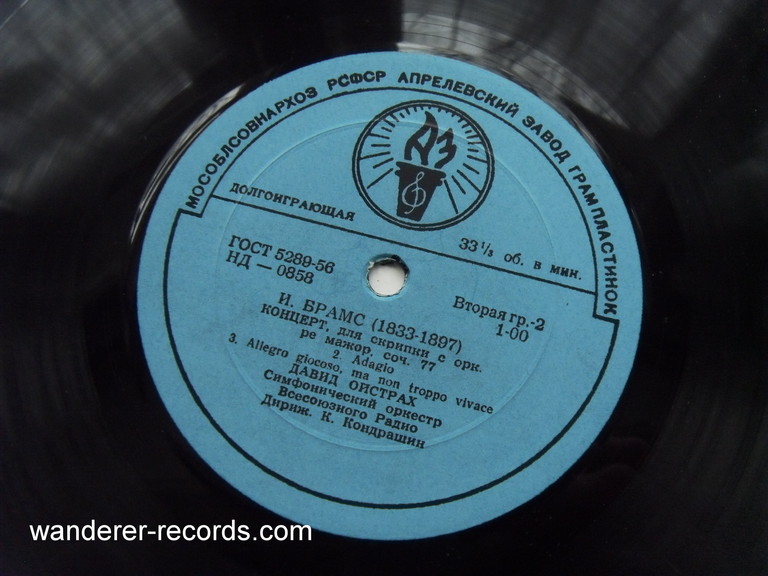 МОСОБЛСОВНАРХОЗ РСФСР АПРЕЛЕВСКИЙ ЗАВОД ГРАМПЛАСТИНОК
АЗ
ДОЛГОИГРАЮЩАЯ
33 1/3 об. в мин.
ГОСТ 5289-56
НД — 0858
Вторая гр.-2
1-00
И. БРАМС (1833-1897)
КОНЦЕРТ, для скрипки с орк.
ре мажор, соч. 77
2. Adagio
3. Allegro giocoso, ma non troppo vivace
ДАВИД ОЙСТРАХ
Симфонический оркестр
Всесоюзного Радио
Дириж. К. Кондрашин
wanderer-records.com